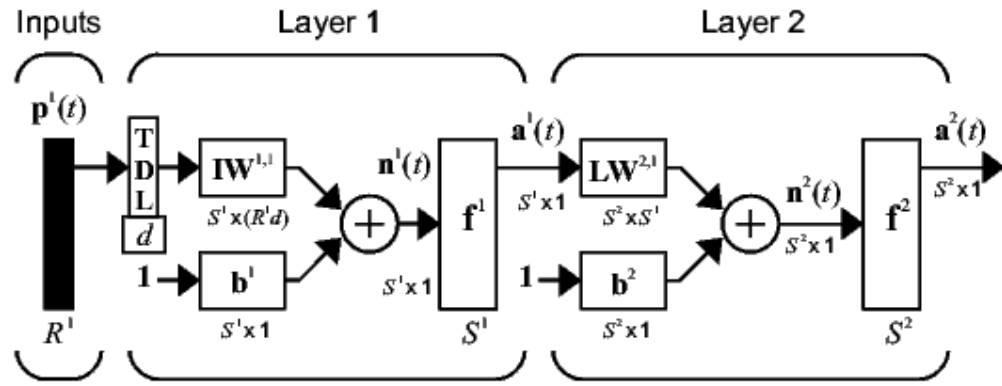 Inputs
Layer 1
Layer 2
p¹(t)
a¹(t)
a²(t)
TDL
IW¹,¹
n¹(t)
LW²,¹
n²(t)
S¹x(R¹d)
f¹
S¹x1
S²xS¹
f²
S²x1
d
S²x1
1
b¹
S¹x1
1
b²
R¹
S¹x1
S¹
S²x1
S²